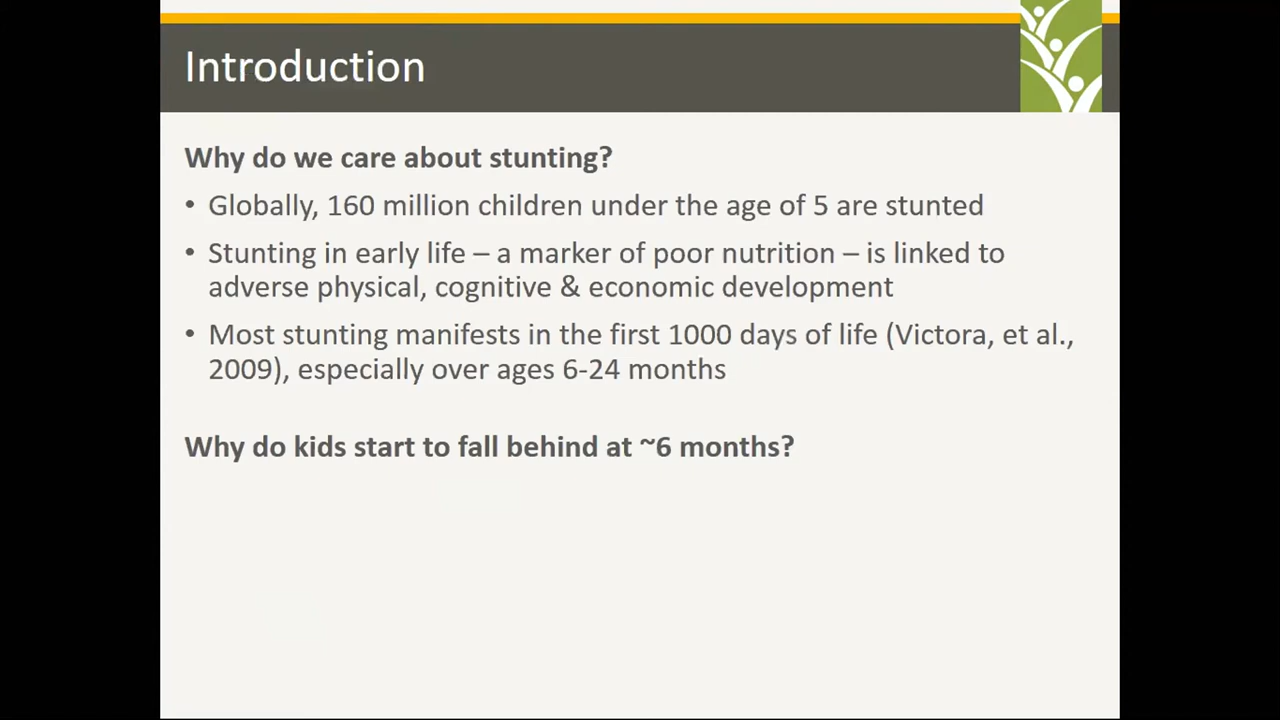 Introduction
Why do we care about stunting?
• Globally, 160 million children under the age of 5 are stunted
• Stunting in early life – a marker of poor nutrition – is linked to
adverse physical, cognitive & economic development
• Most stunting manifests in the first 1000 days of life (Victora, et al.,
2009), especially over ages 6-24 months
Why do kids start to fall behind at ~6 months?